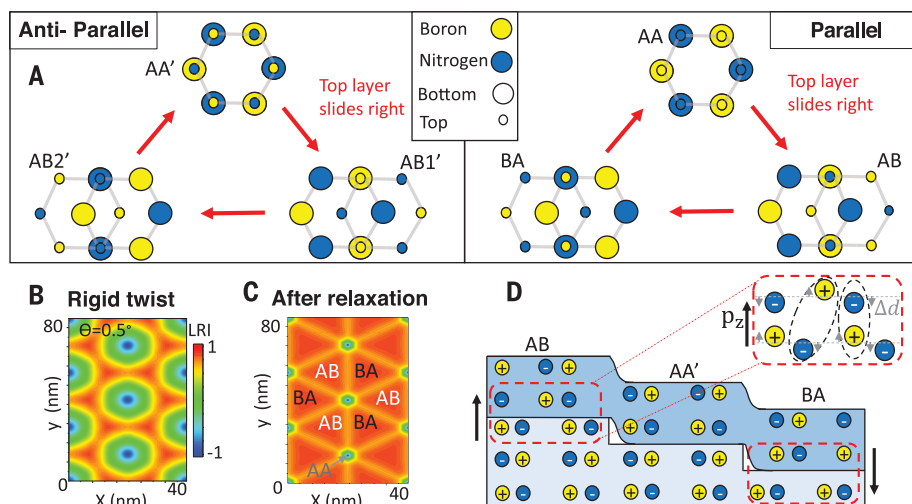 Anti- Parallel
A
AA'
Top layer
slides right
AB2'
AB1'
Boron
Nitrogen
Bottom
Top
Parallel
AA
Top layer
slides right
BA
AB
B
Rigid twist
Θ=0.5°
LRI
1
-1
80
0
y (nm)
0
40
X (nm)
C
After relaxation
80
0
y (nm)
AB
BA
BA
AB
AB
BA
AA
0
40
X (nm)
D
AB
AA'
BA
p_z
Δd
+ + - +
- + - - + - +
- + +
+ - + - + - + -
- +
- + - + - + - + + - + -
- + + - -